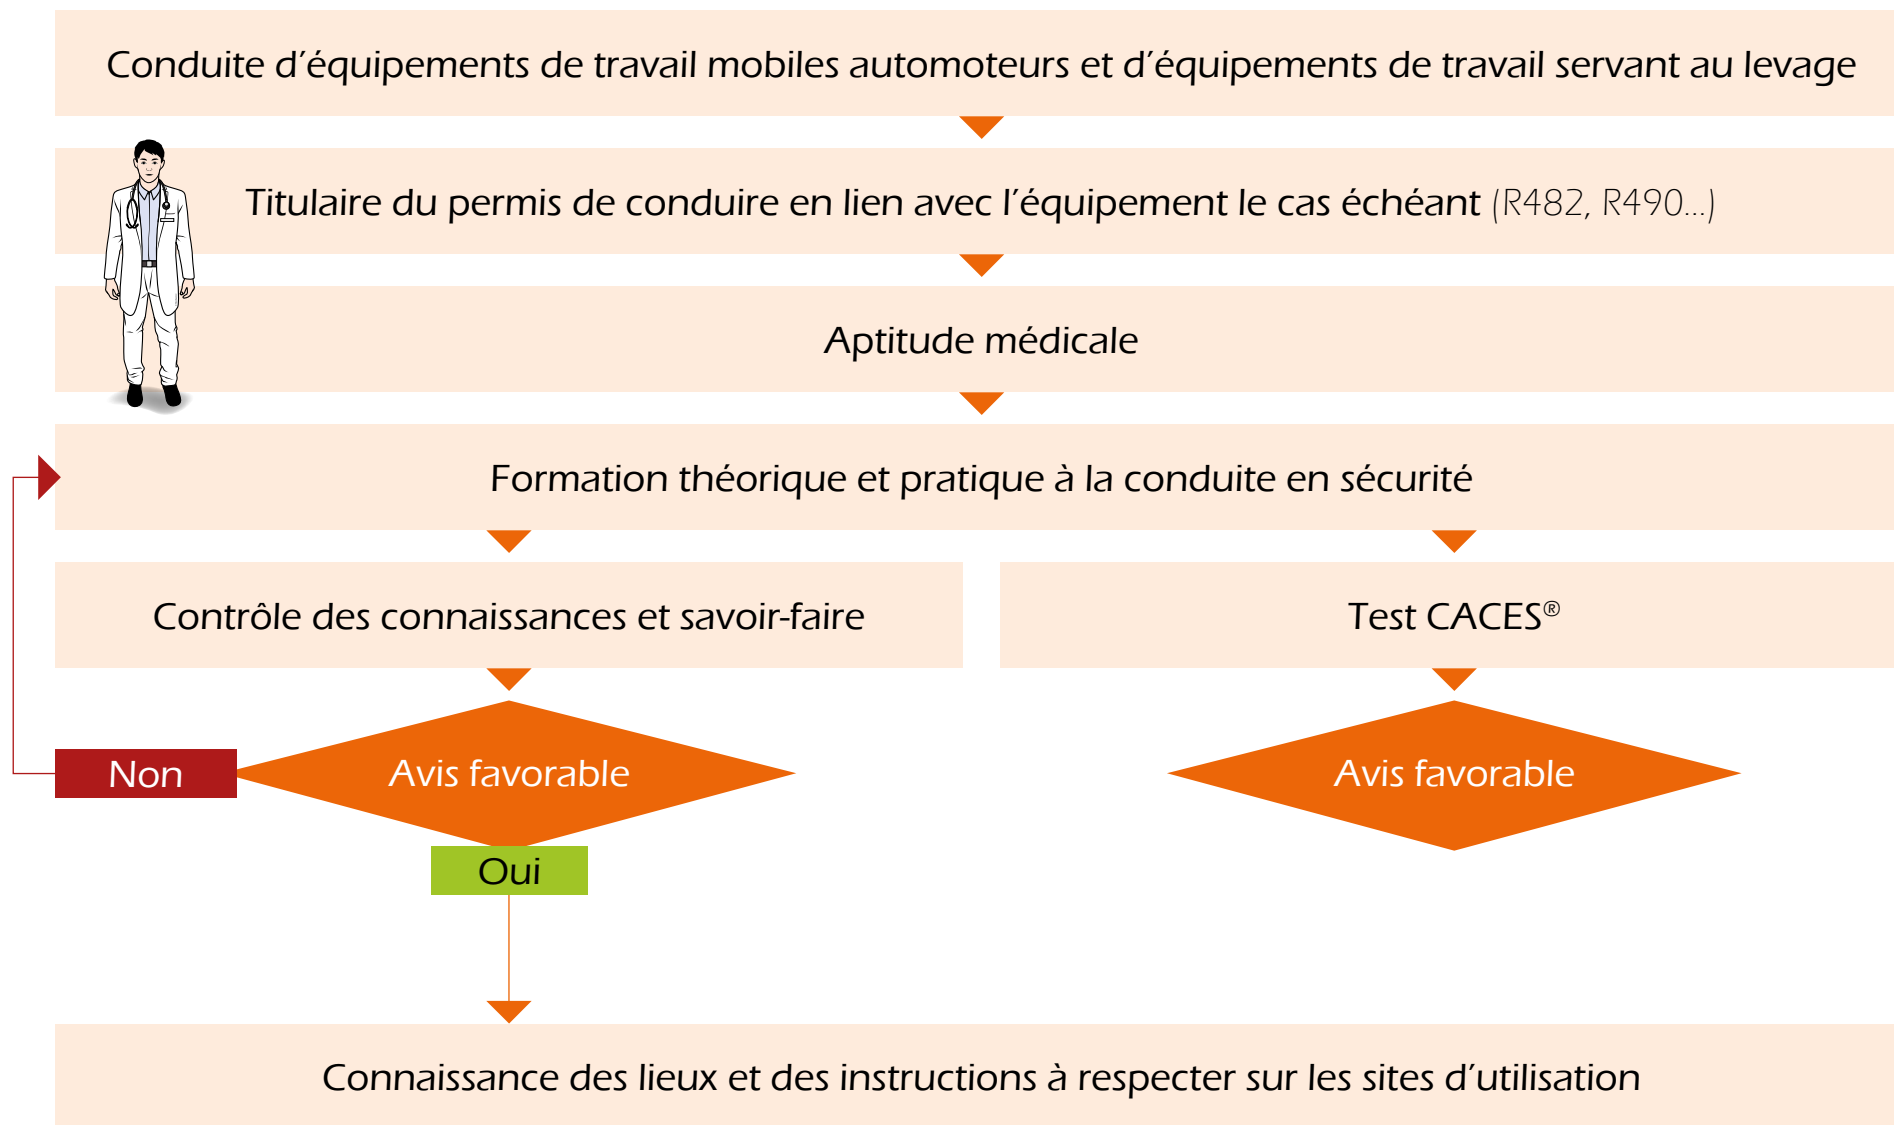 Conduite d’équipements de travail mobiles automoteurs et d’équipements de travail servant au levage
Titulaire du permis de conduire en lien avec l’équipement le cas échéant (R482, R490...)
Aptitude médicale
Formation théorique et pratique à la conduite en sécurité
Contrôle des connaissances et savoir-faire
Test CACES®
Non
Avis favorable
Avis favorable
Oui
Connaissance des lieux et des instructions à respecter sur les sites d’utilisation